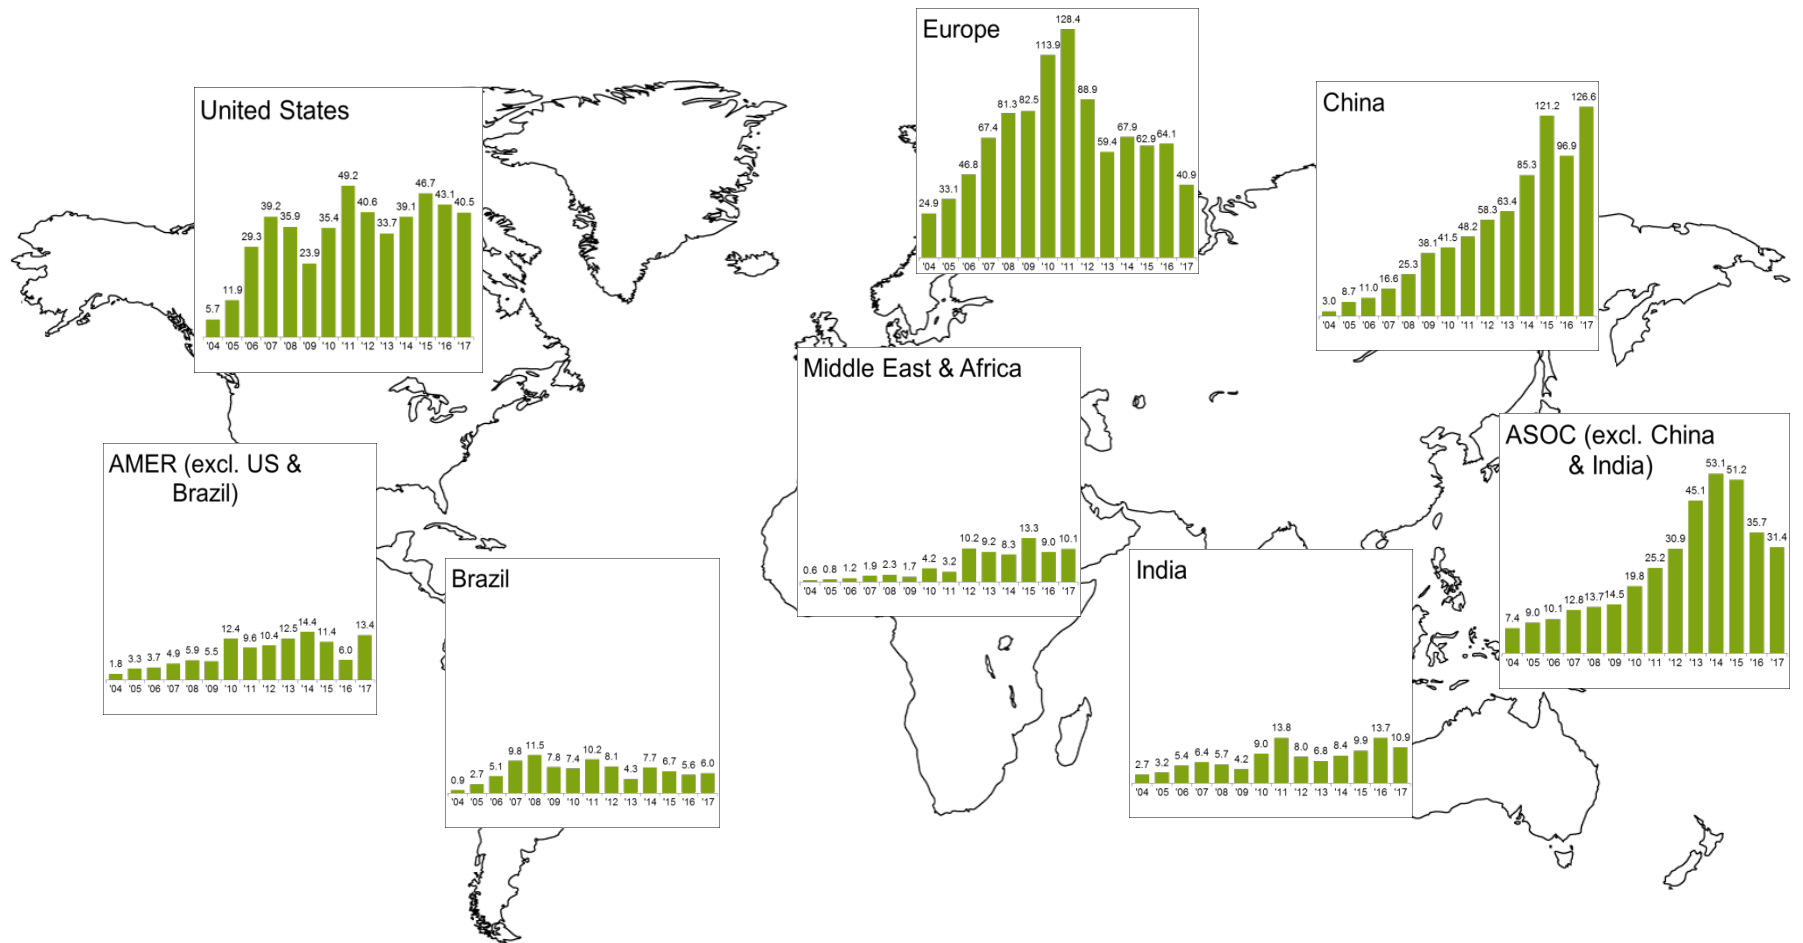 United States
5.7 11.9 29.3 39.2 35.9 23.9 35.4 49.2 40.6 33.7 39.1 46.7 43.1 40.5
'04 '05 '06 '07 '08 '09 '10 '11 '12 '13 '14 '15 '16 '17
Europe
24.9 33.1 46.8 67.4 81.3 82.5 113.9 128.4 88.9 59.4 67.9 62.9 64.1 40.9
'04 '05 '06 '07 '08 '09 '10 '11 '12 '13 '14 '15 '16 '17
China
3.0 8.7 11.0 16.6 25.3 38.1 41.5 48.2 58.3 63.4 85.3 121.2 96.9 126.6
'04 '05 '06 '07 '08 '09 '10 '11 '12 '13 '14 '15 '16 '17
Middle East & Africa
0.6 0.8 1.2 1.9 2.3 1.7 4.2 3.2 10.2 9.2 8.3 13.3 9.0 10.1
'04 '05 '06 '07 '08 '09 '10 '11 '12 '13 '14 '15 '16 '17
AMER (excl. US &
Brazil)
1.8 3.3 3.7 4.9 5.9 5.5 12.4 9.6 10.4 12.5 14.4 11.4 6.0 13.4
'04 '05 '06 '07 '08 '09 '10 '11 '12 '13 '14 '15 '16 '17
ASOC (excl. China
& India)
7.4 9.0 10.1 12.8 13.7 14.5 19.8 25.2 30.9 45.1 53.1 51.2 35.7 31.4
'04 '05 '06 '07 '08 '09 '10 '11 '12 '13 '14 '15 '16 '17
Brazil
0.9 2.7 5.1 9.8 11.5 7.8 7.4 10.2 8.1 4.3 7.7 6.7 5.6 6.0
'04 '05 '06 '07 '08 '09 '10 '11 '12 '13 '14 '15 '16 '17
India
2.7 3.2 5.4 6.4 5.7 4.2 9.0 13.8 8.0 6.8 8.4 9.9 13.7 10.9
'04 '05 '06 '07 '08 '09 '10 '11 '12 '13 '14 '15 '16 '17